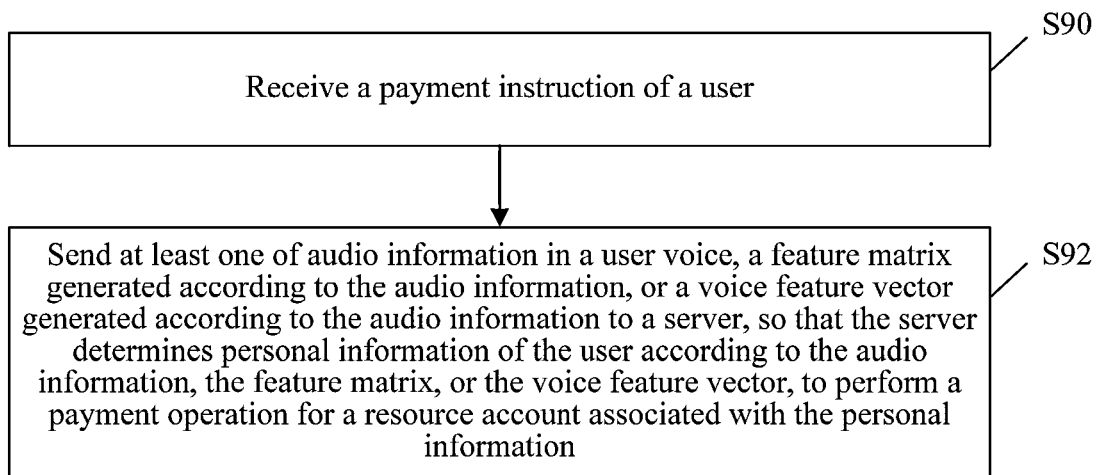 S90
Receive a payment instruction of a user
S92
Send at least one of audio information in a user voice, a feature matrix
generated according to the audio information, or a voice feature vector
generated according to the audio information to a server, so that the server
determines personal information of the user according to the audio
information, the feature matrix, or the voice feature vector, to perform a
payment operation for a resource account associated with the personal
information